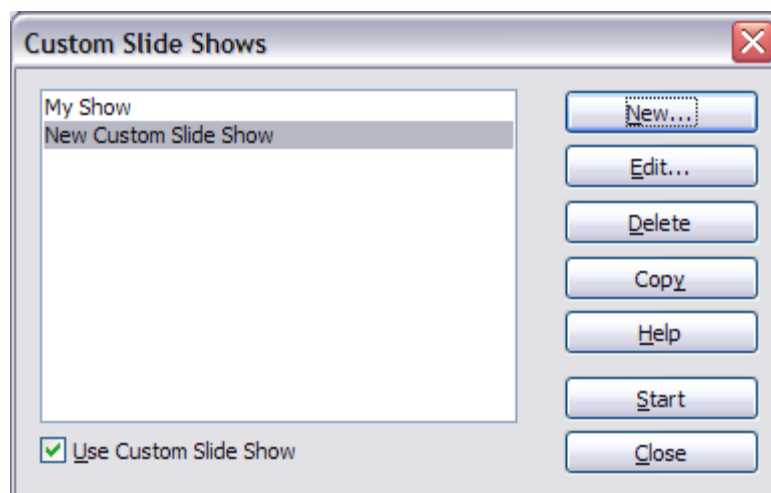 Custom Slide Shows
My Show
New Custom Slide Show
New...
Edit...
Delete
Copy
Help
Start
Close
Use Custom Slide Show